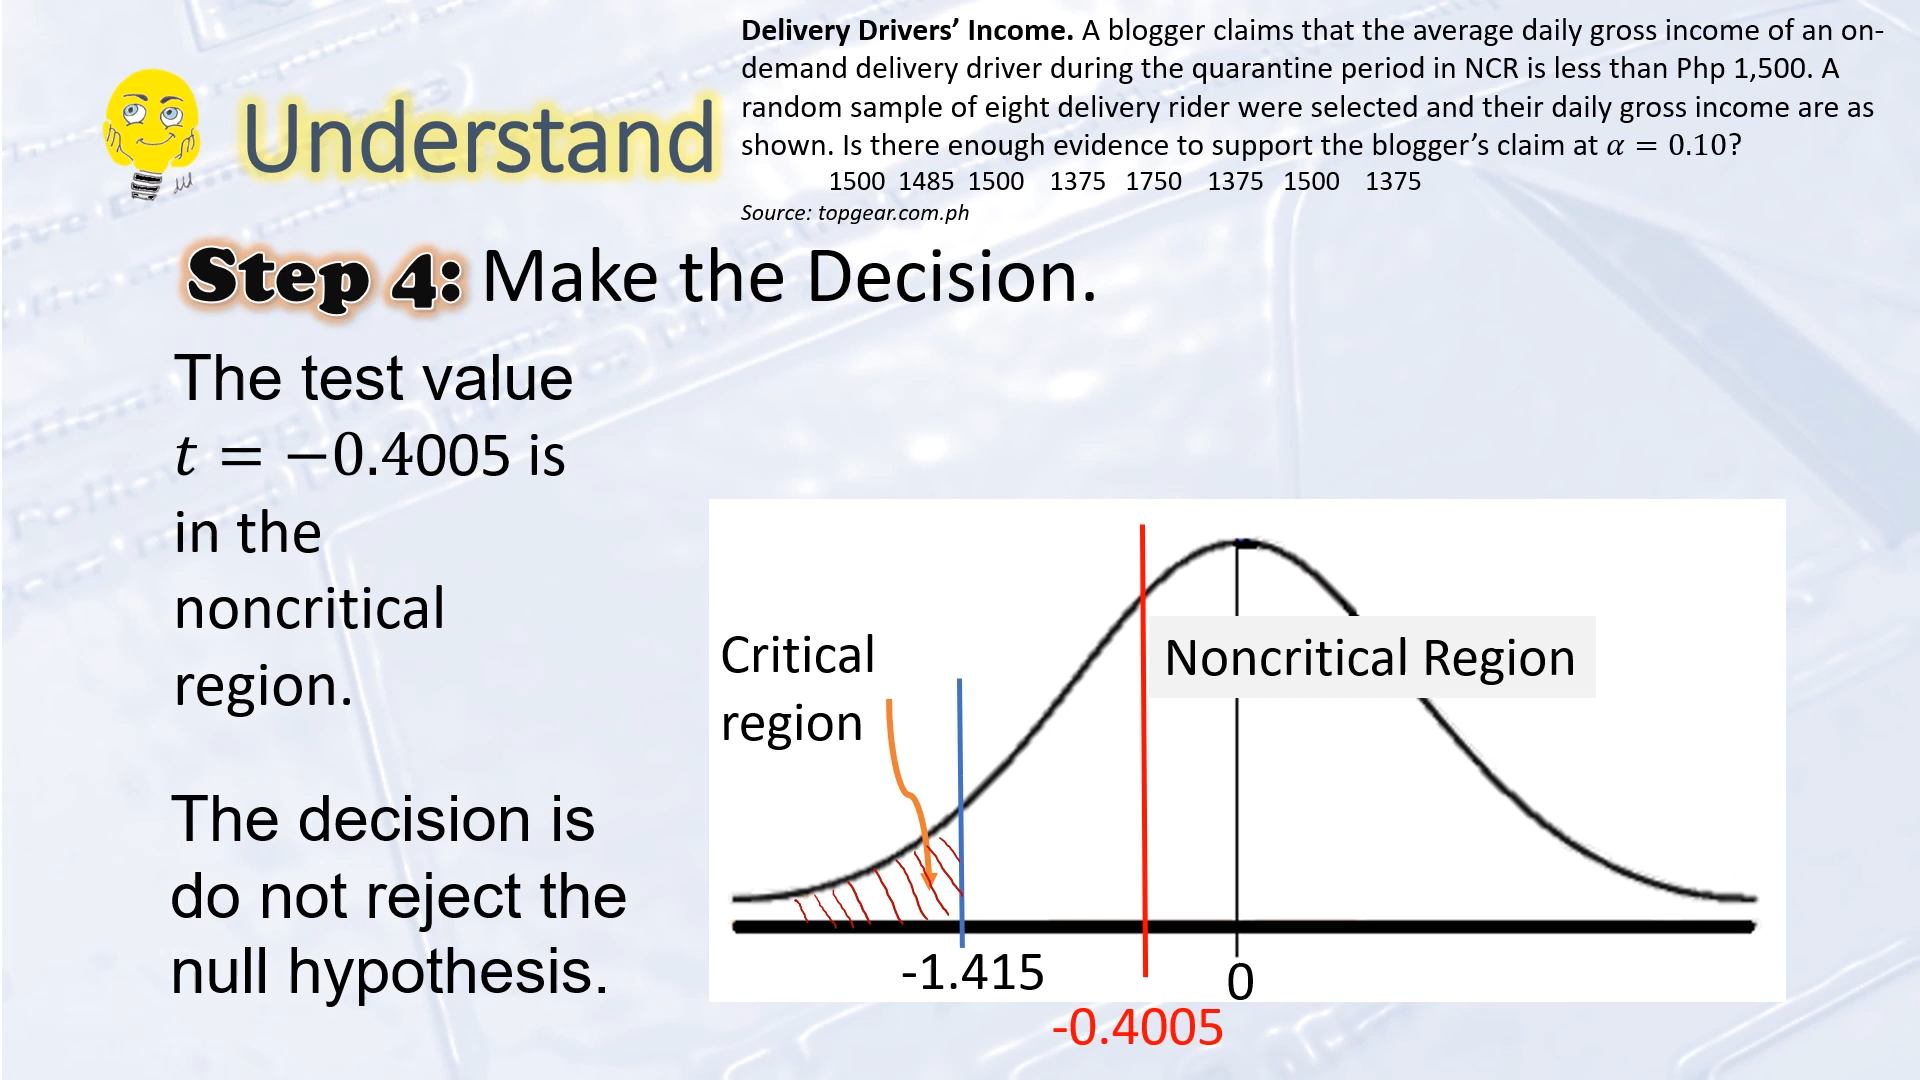 Delivery Drivers’ Income. A blogger claims that the average daily gross income of an on-
demand delivery driver during the quarantine period in NCR is less than Php 1,500. A
random sample of eight delivery rider were selected and their daily gross income are as
shown. Is there enough evidence to support the blogger’s claim at α = 0.10?
1500 1485 1500 1375 1750 1375 1500 1375
Source: topgear.com.ph
Understand
Step 4: Make the Decision.
The test value
t = −0.4005 is
in the
noncritical
region.
The decision is
do not reject the
null hypothesis.
Critical
region
Noncritical Region
-1.415
0
-0.4005